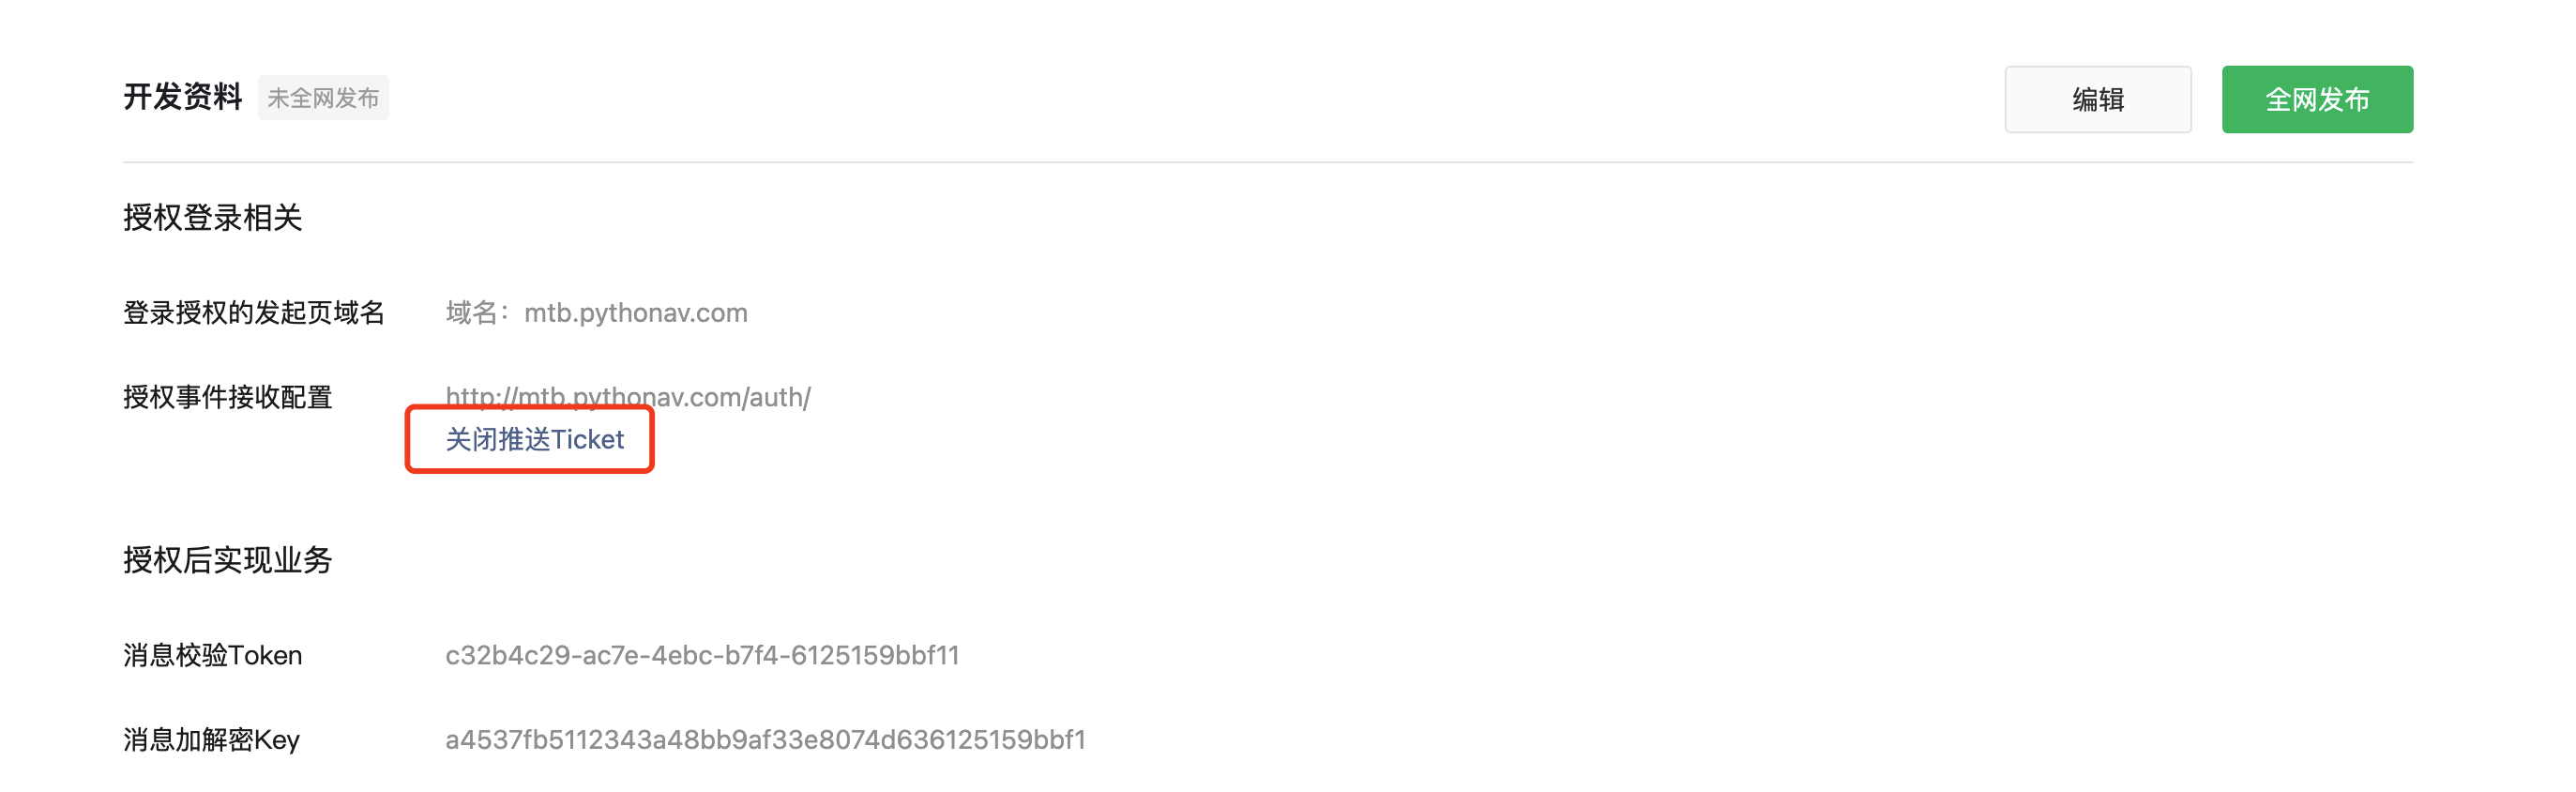 开发资料 未全网发布 编辑 全网发布
授权登录相关
登录授权的发起页域名 域名：mtb.pythonav.com
授权事件接收配置 http://mtb.pythonav.com/auth/
关闭推送Ticket
授权后实现业务
消息校验Token c32b4c29-ac7e-4ebc-b7f4-6125159bbf11
消息加解密Key a4537fb5112343a48bb9af33e8074d636125159bbf1